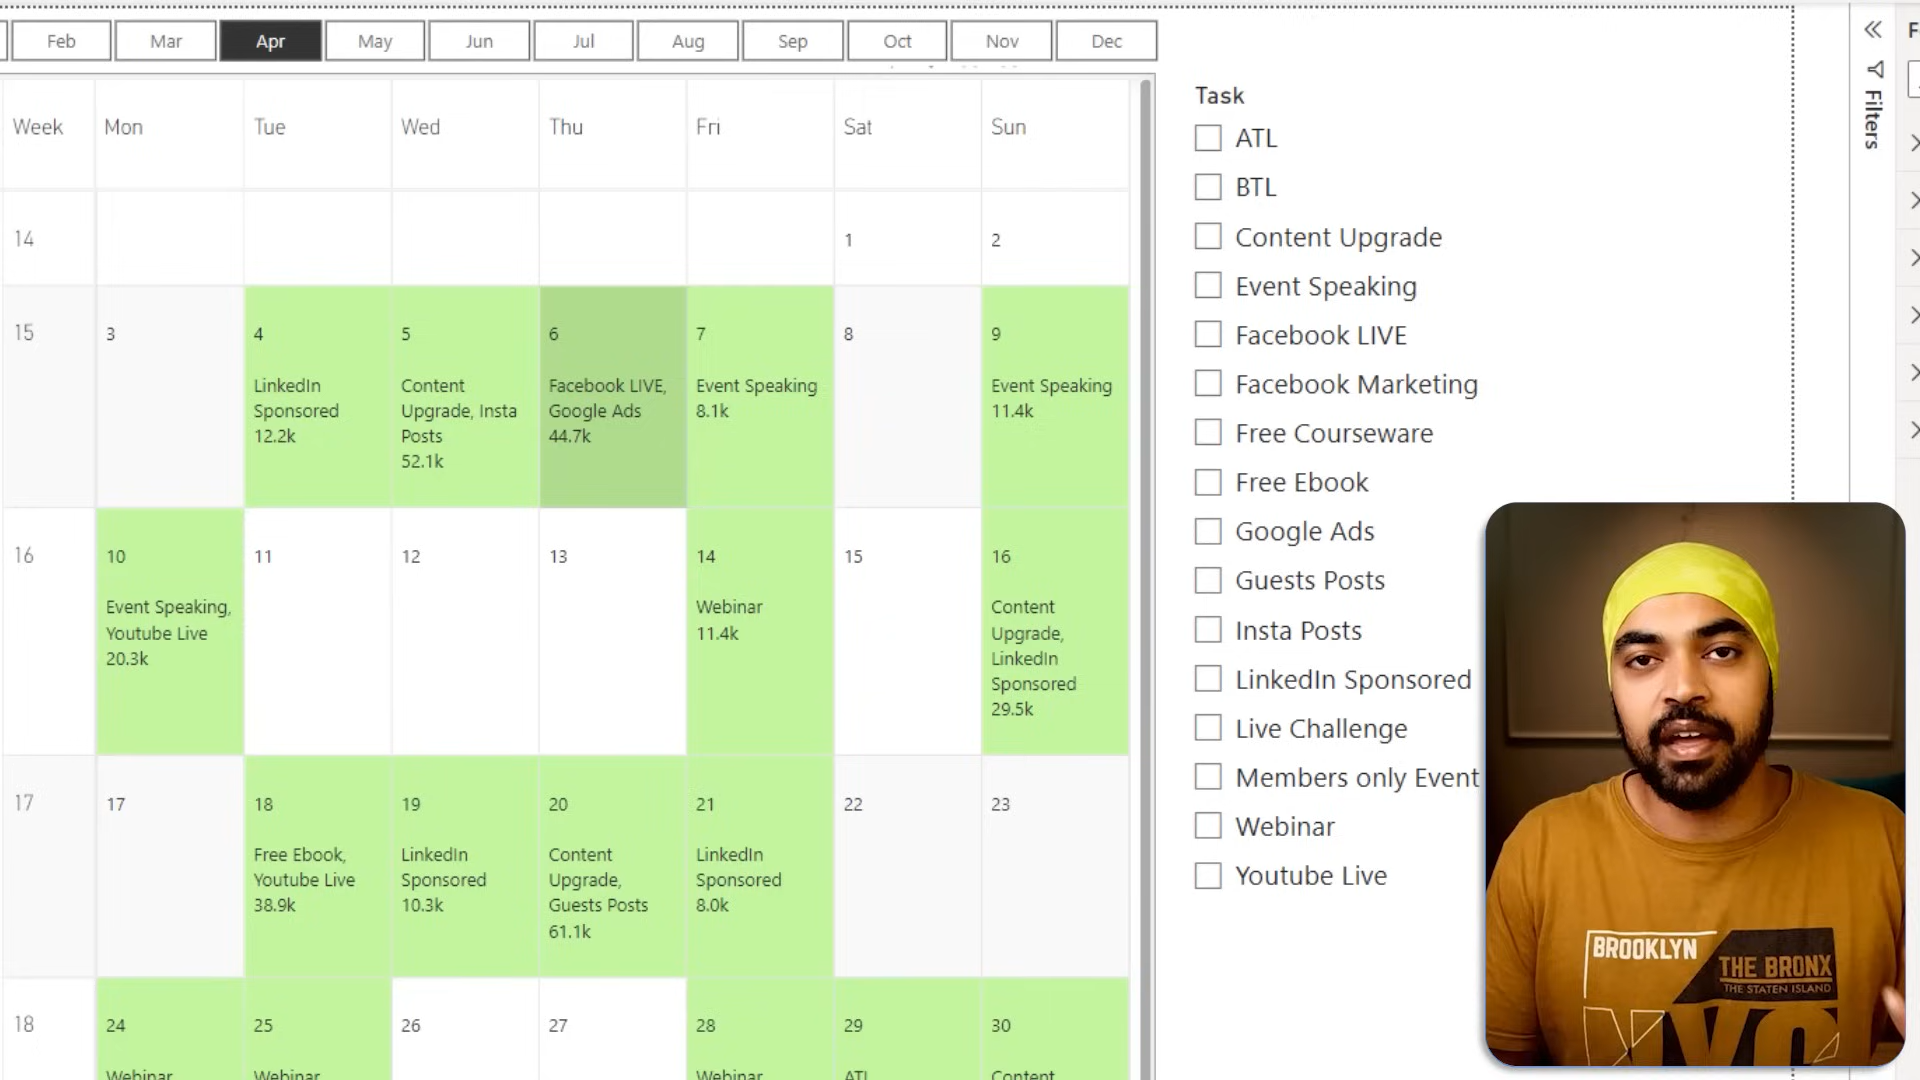 Feb Mar Apr May Jun Jul Aug Sep Oct Nov Dec
Week Mon Tue Wed Thu Fri Sat Sun
14 1 2
15 3 4 5 6 7 8 9
LinkedIn Content Facebook LIVE, Event Speaking Event Speaking
Sponsored Upgrade, Insta Google Ads 8.1k 11.4k
12.2k Posts 44.7k
52.1k
16 10 11 12 13 14 15 16
Event Speaking, Webinar Content
Youtube Live 11.4k Upgrade,
20.3k LinkedIn
Sponsored
29.5k
17 17 18 19 20 21 22 23
Free Ebook, LinkedIn Content LinkedIn
Youtube Live Sponsored Upgrade, Sponsored
38.9k 10.3k Guests Posts 8.0k
61.1k
18 24 25 26 27 28 29 30
Webinar Webinar Webinar ATL Content
Task
ATL
BTL
Content Upgrade
Event Speaking
Facebook LIVE
Facebook Marketing
Free Courseware
Free Ebook
Google Ads
Guests Posts
Insta Posts
LinkedIn Sponsored
Live Challenge
Members only Event
Webinar
Youtube Live
Filters
BROOKLYN
THE BRONX
THE STATEN ISLAND
NYC